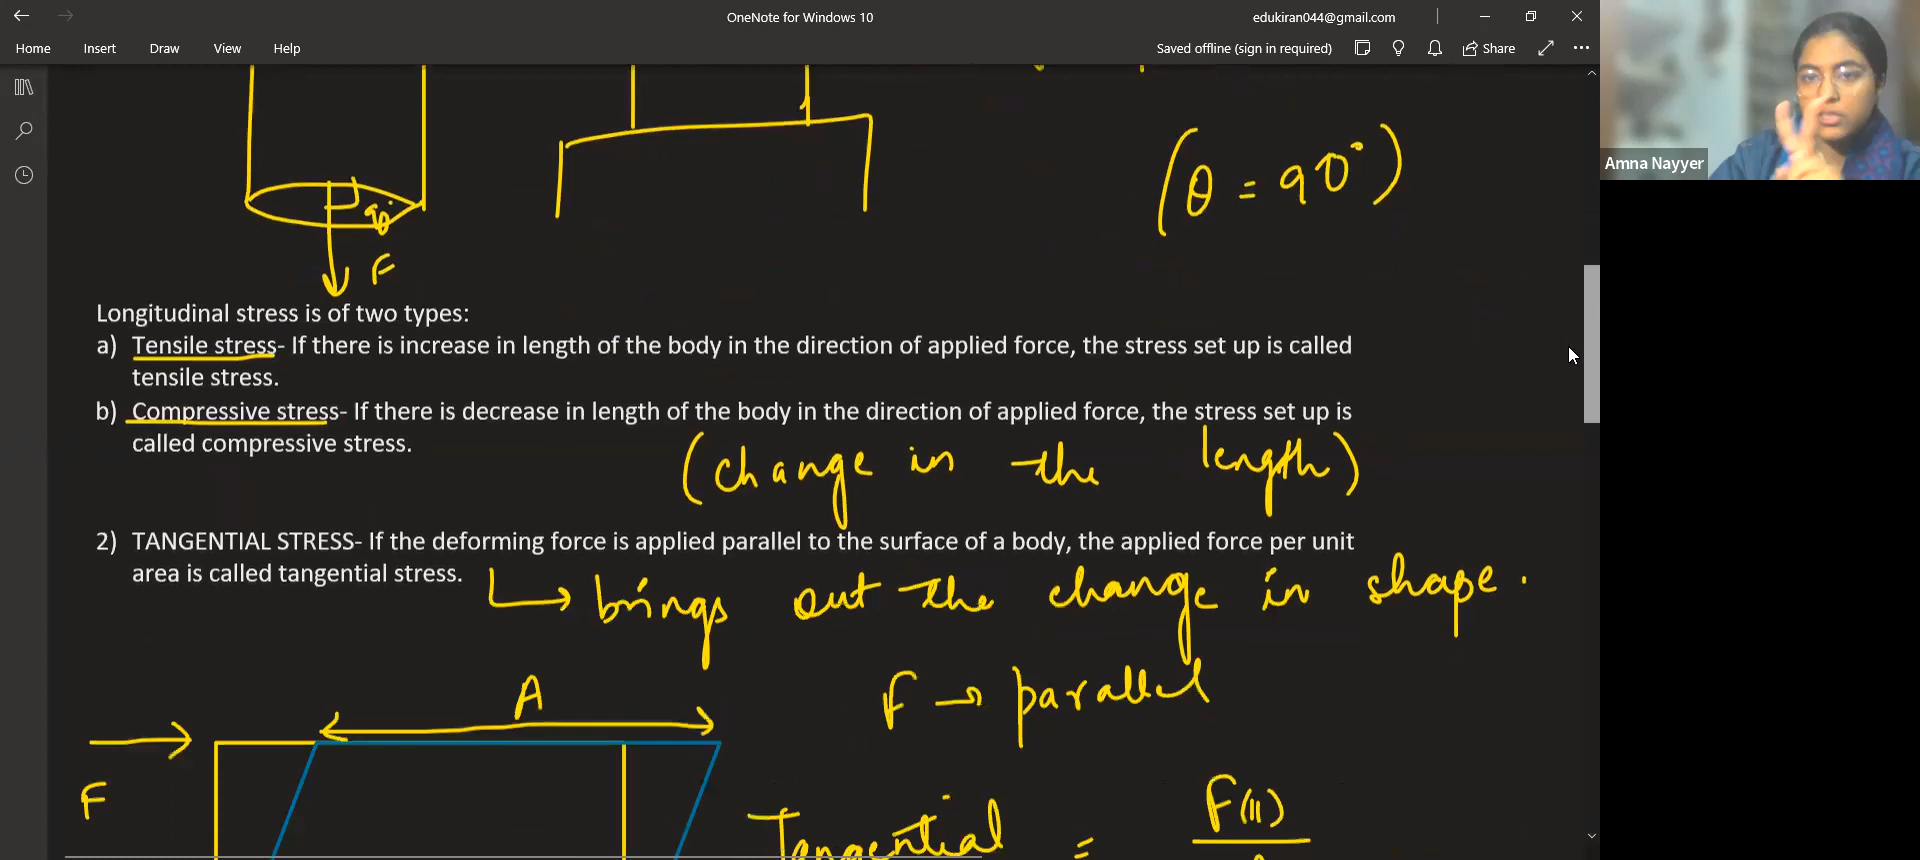 OneNote for Windows 10
edukiran044@gmail.com
Home Insert Draw View Help
Saved offline (sign in required)
Share
Amna Nayyer
(θ = 90°)
90°
F
Longitudinal stress is of two types:
a) Tensile stress- If there is increase in length of the body in the direction of applied force, the stress set up is called
tensile stress.
b) Compressive stress- If there is decrease in length of the body in the direction of applied force, the stress set up is
called compressive stress.
(change in the length)
2) TANGENTIAL STRESS- If the deforming force is applied parallel to the surface of a body, the applied force per unit
area is called tangential stress.
↳ brings out the change in shape.
A
F → parallel
F
F(||)
Tangential =